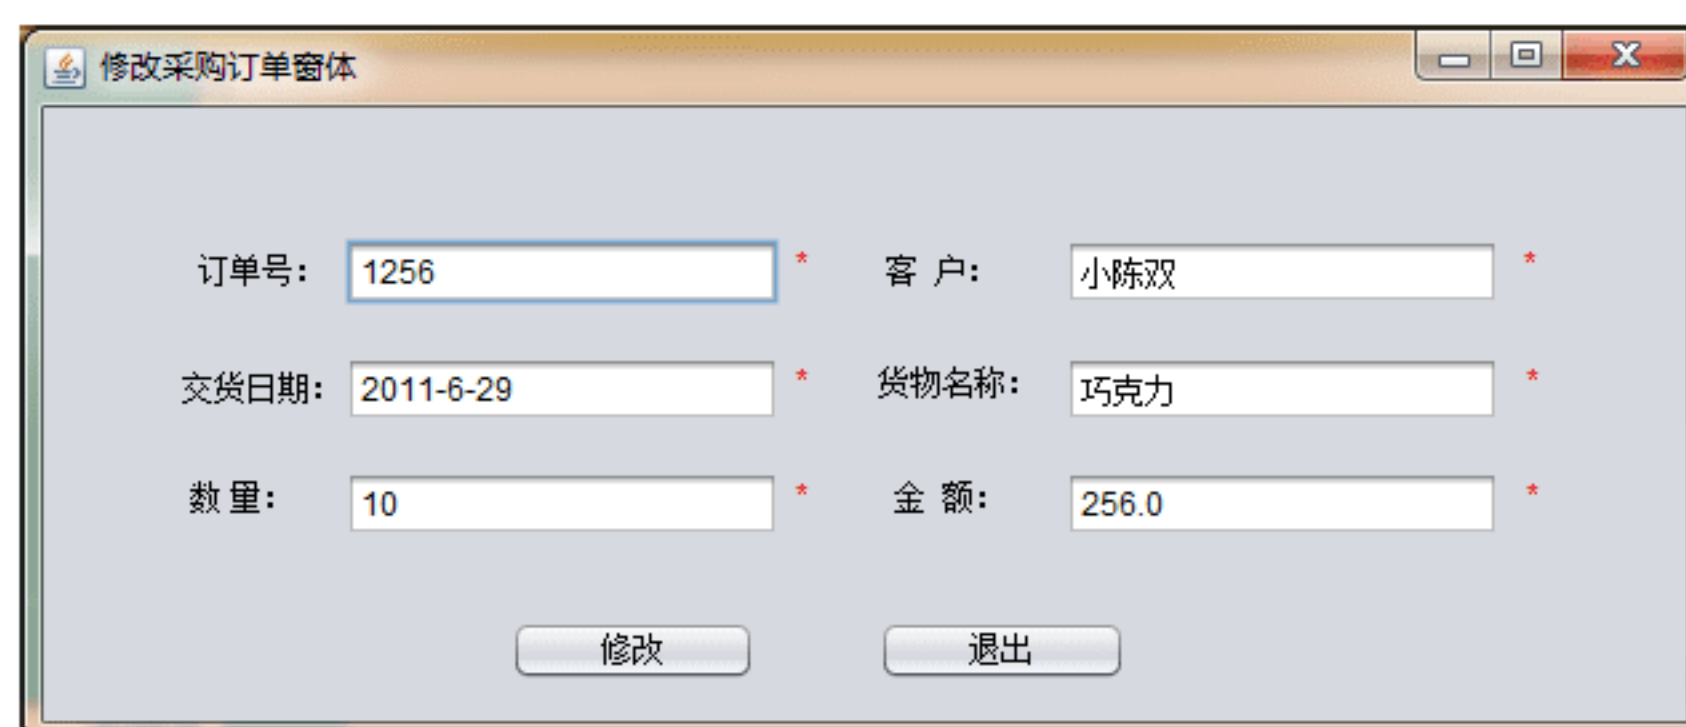 修改采购订单窗体
订单号： 1256 * 客 户： 小陈双 *
交货日期： 2011-6-29 * 货物名称： 巧克力 *
数 里： 10 * 金 额： 256.0 *
修改 退出